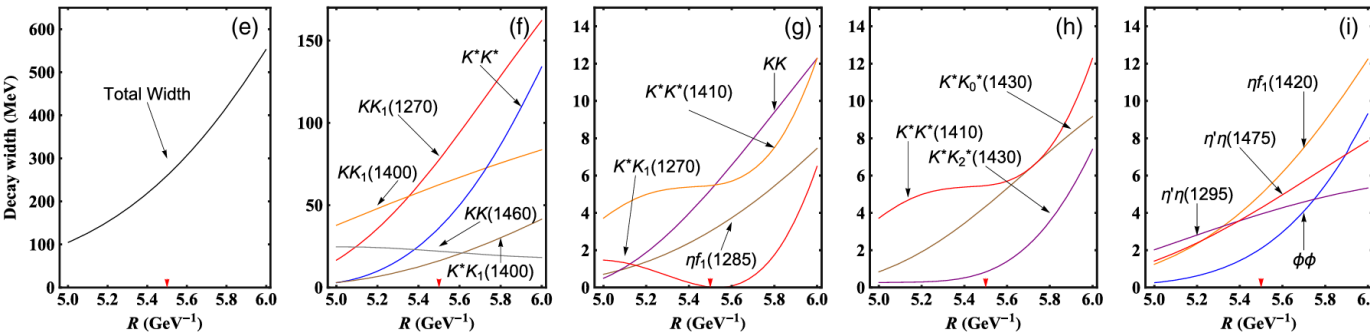 (e)
Decay width (MeV)
600
500
400
300
200
100
0
Total Width
5.0 5.2 5.4 5.6 5.8 6.0
R (GeV⁻¹)
(f)
150
100
50
0
K*K*
KK₁(1270)
KK₁(1400)
KK(1460)
K*K₁(1400)
5.0 5.2 5.4 5.6 5.8 6.0
R (GeV⁻¹)
(g)
14
12
10
8
6
4
2
0
KK
K*K*(1410)
K*K₁(1270)
ηf₁(1285)
5.0 5.2 5.4 5.6 5.8 6.0
R (GeV⁻¹)
(h)
14
12
10
8
6
4
2
0
K*K₀*(1430)
K*K*(1410)
K*K₂*(1430)
5.0 5.2 5.4 5.6 5.8 6.0
R (GeV⁻¹)
(i)
14
12
10
8
6
4
2
0
ηf₁(1420)
η'η(1475)
η'η(1295)
ϕϕ
5.0 5.2 5.4 5.6 5.8 6.0
R (GeV⁻¹)